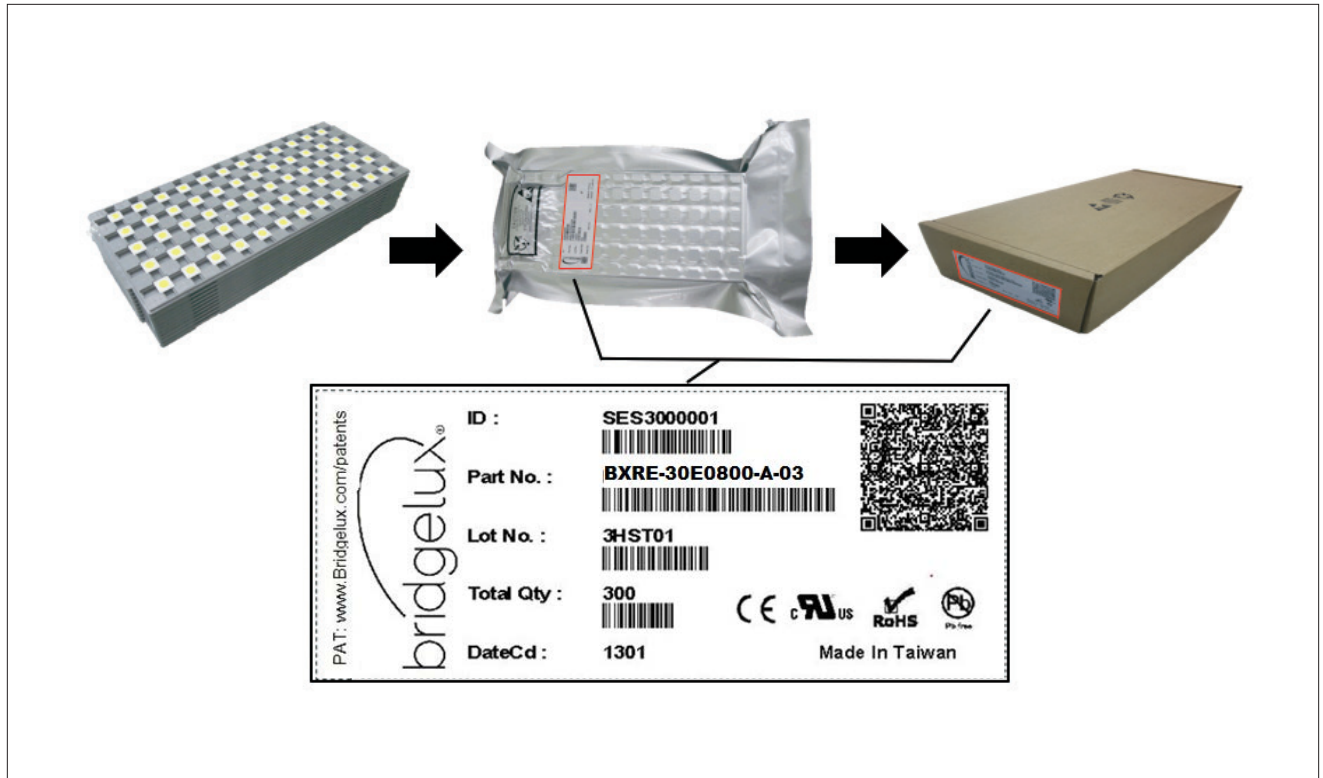 PAT: www.Bridgelux.com/patents
bridgelux®
ID : SES3000001
Part No. : BXRE-30E0800-A-03
Lot No. : 3HST01
Total Qty : 300
CE c RU US RoHS Pb
Pb free
DateCd : 1301 Made In Taiwan